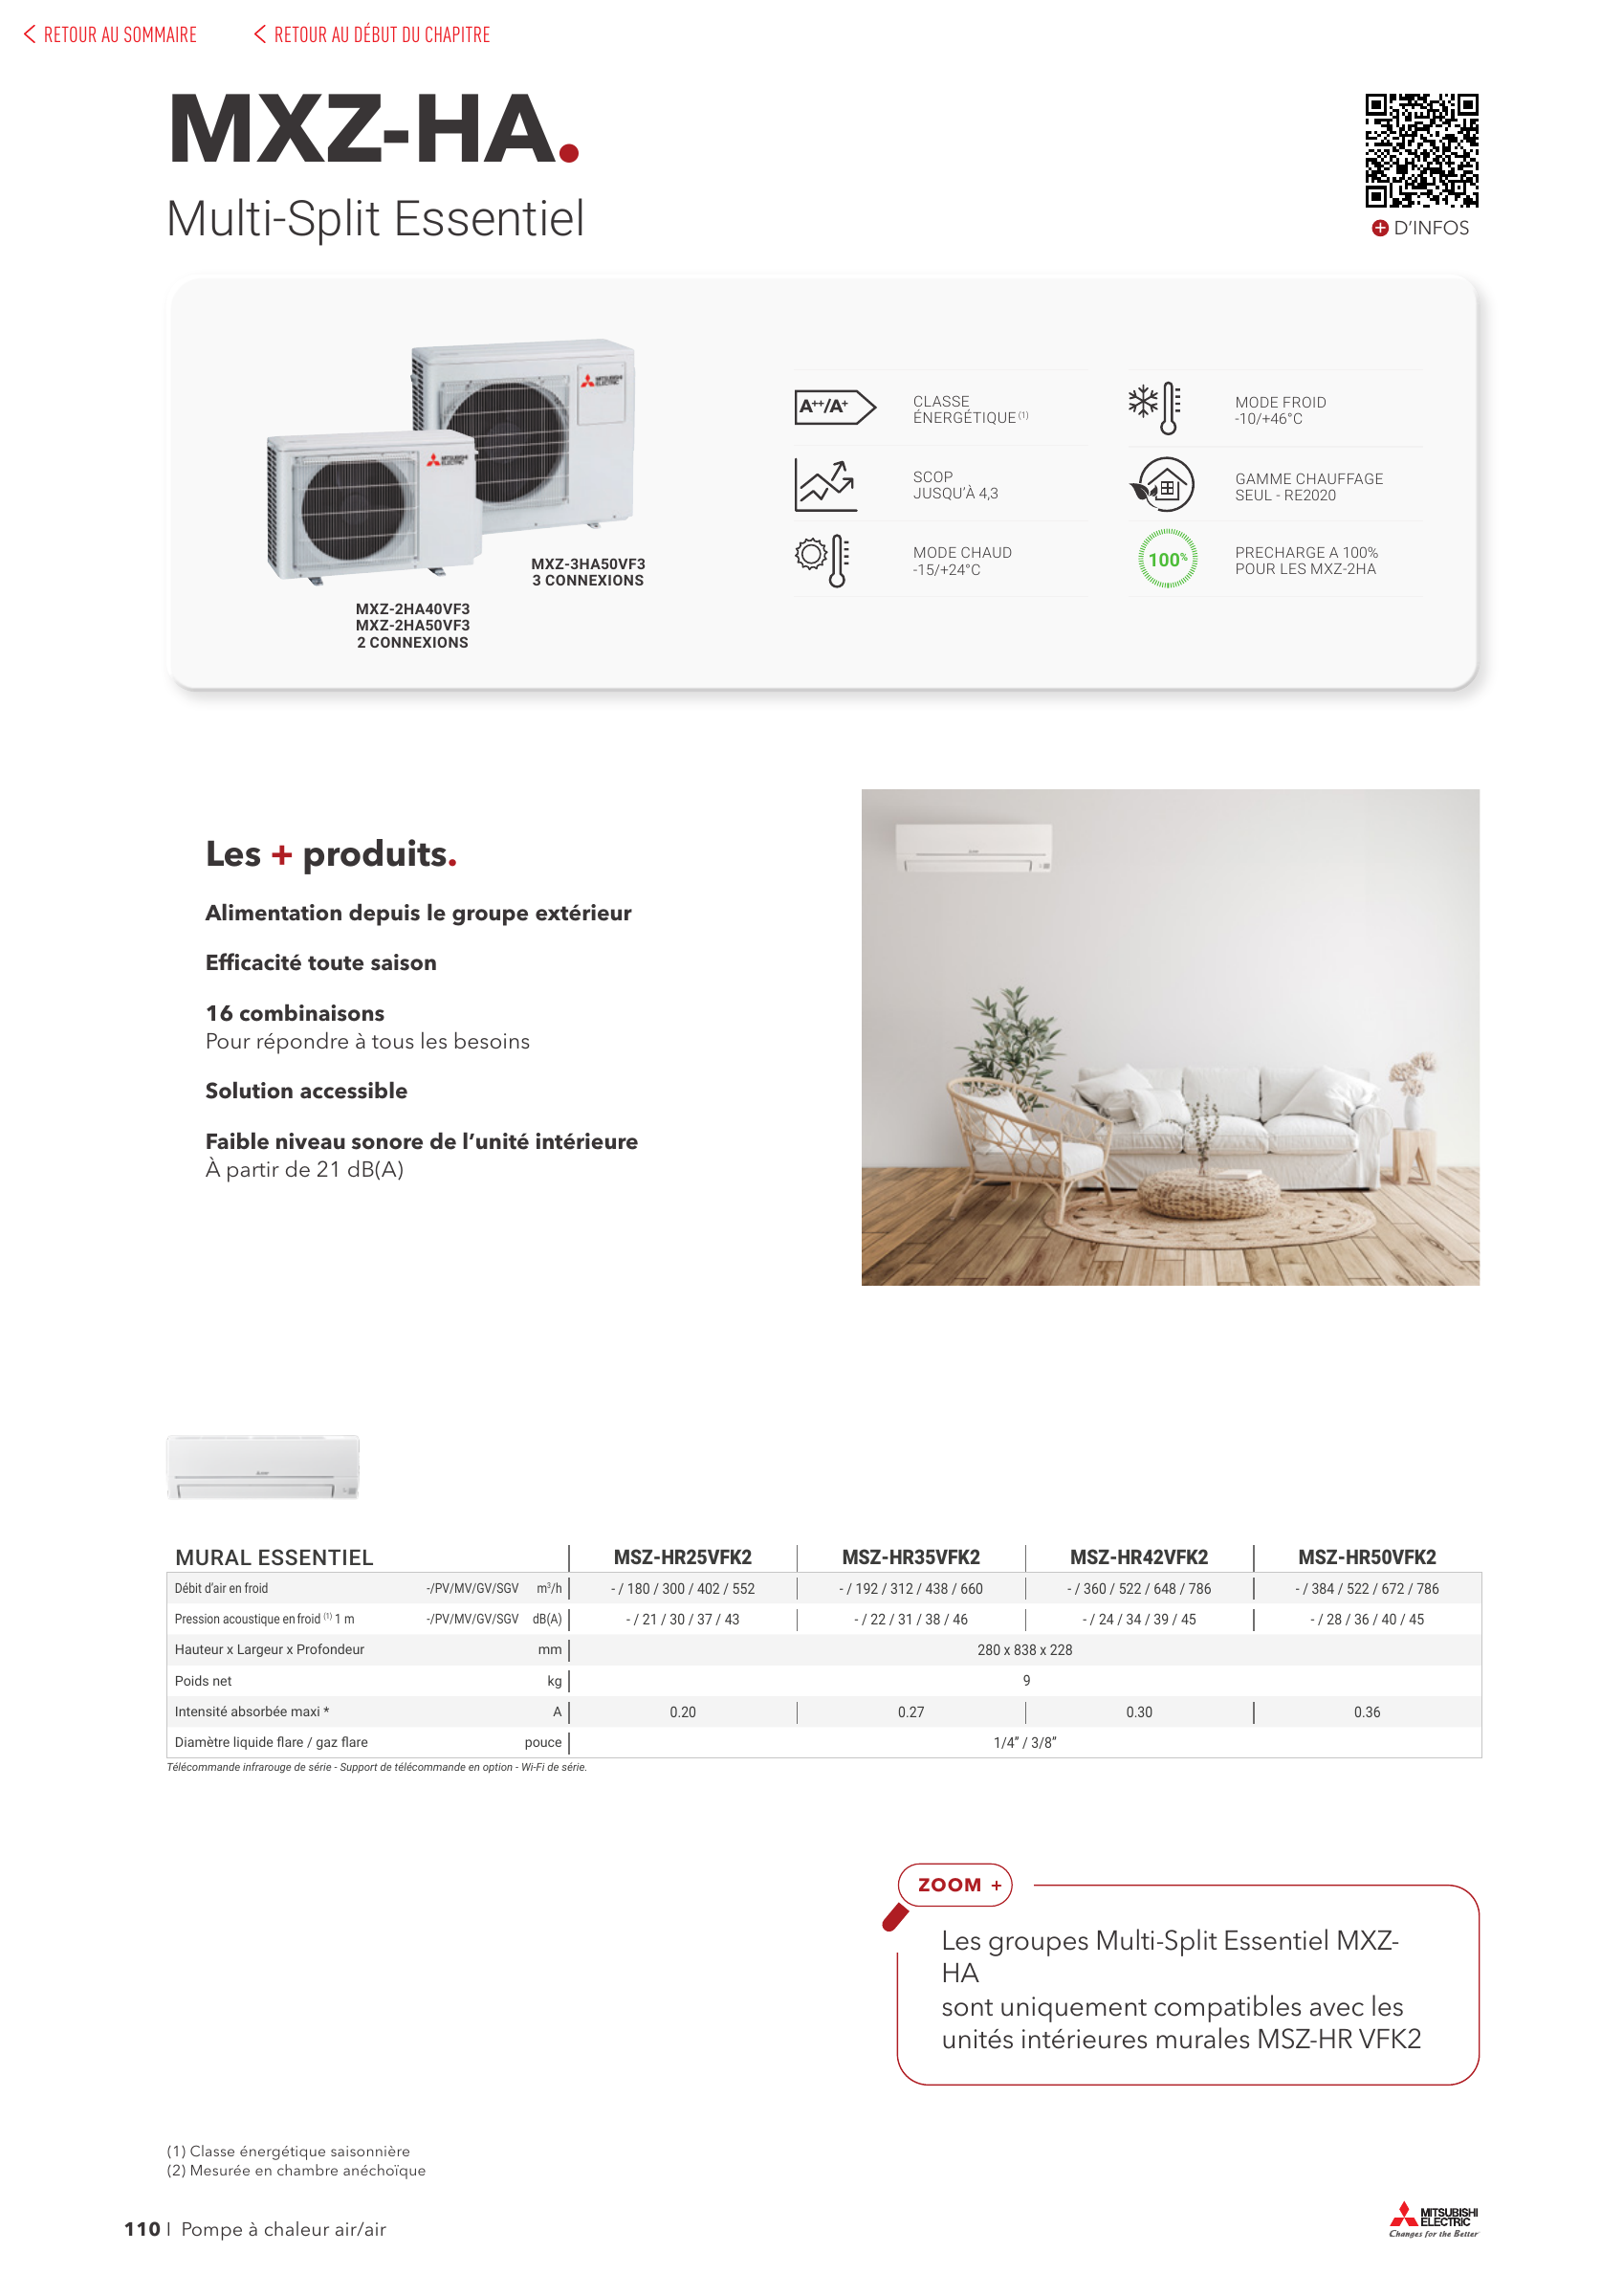 RETOUR AU SOMMAIRE
RETOUR AU DÉBUT DU CHAPITRE
MXZ-HA.
Multi-Split Essentiel
+ D'INFOS
MITSUBISHI ELECTRIC
MITSUBISHI ELECTRIC
MXZ-3HA50VF3
3 CONNEXIONS
MXZ-2HA40VF3
MXZ-2HA50VF3
2 CONNEXIONS
A++/A+
CLASSE
ÉNERGÉTIQUE (1)
SCOP
JUSQU'À 4,3
MODE CHAUD
-15/+24°C
MODE FROID
-10/+46°C
GAMME CHAUFFAGE
SEUL - RE2020
100%
PRECHARGE A 100%
POUR LES MXZ-2HA
Les + produits.
Alimentation depuis le groupe extérieur
Efficacité toute saison
16 combinaisons
Pour répondre à tous les besoins
Solution accessible
Faible niveau sonore de l'unité intérieure
À partir de 21 dB(A)
MURAL ESSENTIEL MSZ-HR25VFK2 MSZ-HR35VFK2 MSZ-HR42VFK2 MSZ-HR50VFK2
Débit d'air en froid -/PV/MV/GV/SGV m³/h - / 180 / 300 / 402 / 552 - / 192 / 312 / 438 / 660 - / 360 / 522 / 648 / 786 - / 384 / 522 / 672 / 786
Pression acoustique en froid (1) 1 m -/PV/MV/GV/SGV dB(A) - / 21 / 30 / 37 / 43 - / 22 / 31 / 38 / 46 - / 24 / 34 / 39 / 45 - / 28 / 36 / 40 / 45
Hauteur x Largeur x Profondeur mm 280 x 838 x 228
Poids net kg 9
Intensité absorbée maxi * A 0.20 0.27 0.30 0.36
Diamètre liquide flare / gaz flare pouce 1/4" / 3/8"
Télécommande infrarouge de série - Support de télécommande en option - Wi-Fi de série.
ZOOM +
Les groupes Multi-Split Essentiel MXZ-
HA
sont uniquement compatibles avec les
unités intérieures murales MSZ-HR VFK2
(1) Classe énergétique saisonnière
(2) Mesurée en chambre anéchoïque
110 I Pompe à chaleur air/air
MITSUBISHI
ELECTRIC
Changes for the Better